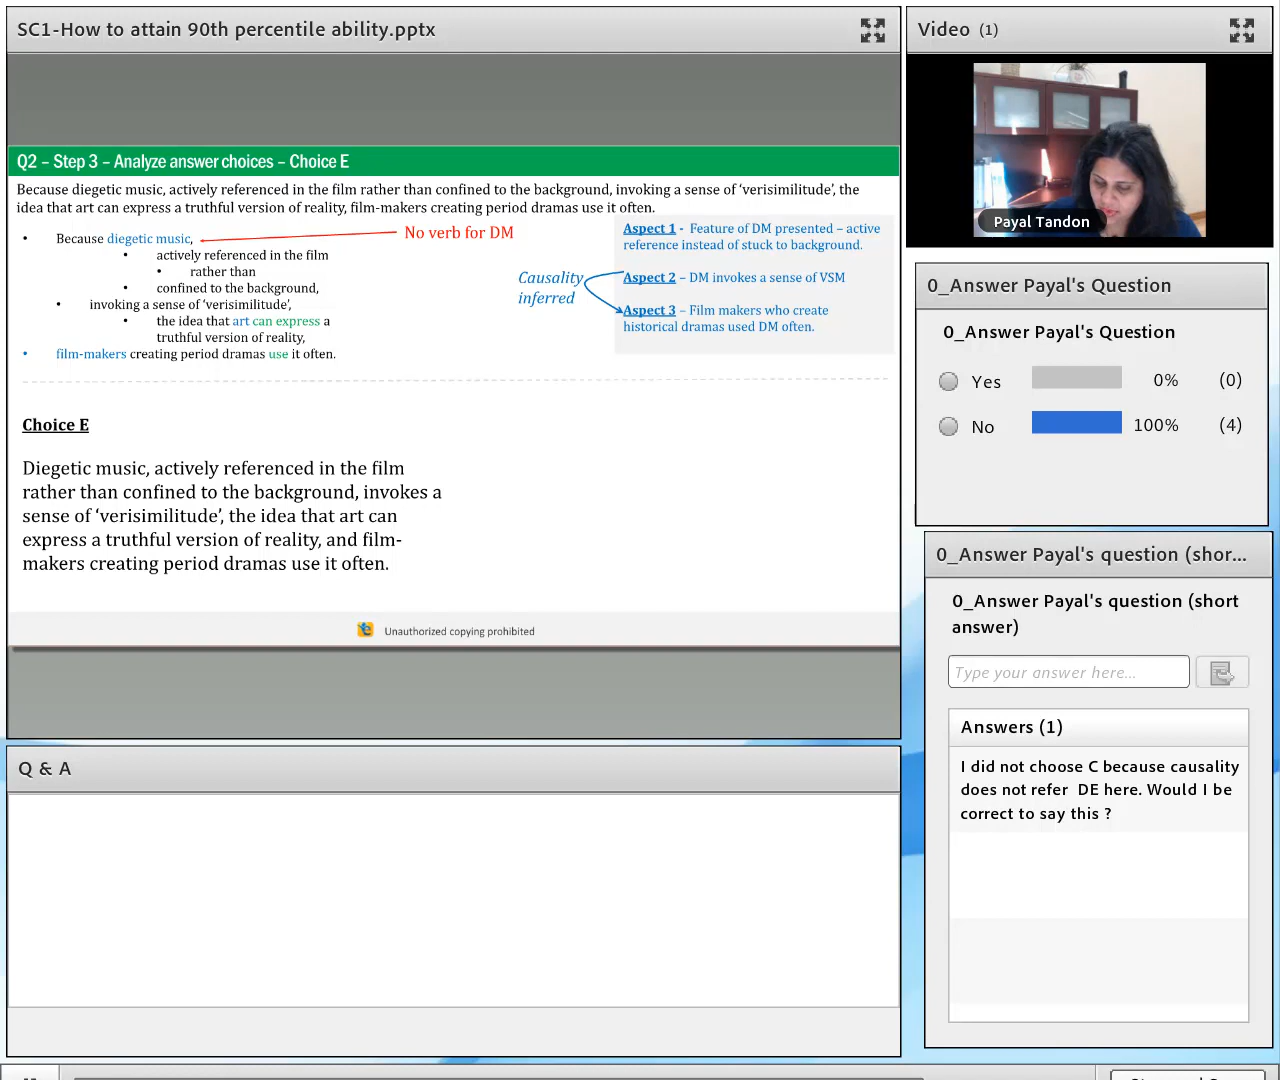 SC1-How to attain 90th percentile ability.pptx
Video (1)
Payal Tandon
Q2 – Step 3 – Analyze answer choices – Choice E
Because diegetic music, actively referenced in the film rather than confined to the background, invoking a sense of ‘verisimilitude’, the
idea that art can express a truthful version of reality, film-makers creating period dramas use it often.
• Because diegetic music,
• actively referenced in the film
• rather than
• confined to the background,
• invoking a sense of ‘verisimilitude’,
• the idea that art can express a
truthful version of reality,
• film-makers creating period dramas use it often.
No verb for DM
Causality
inferred
Aspect 1 - Feature of DM presented – active
reference instead of stuck to background.
Aspect 2 – DM invokes a sense of VSM
Aspect 3 – Film makers who create
historical dramas used DM often.
Choice E
Diegetic music, actively referenced in the film
rather than confined to the background, invokes a
sense of ‘verisimilitude’, the idea that art can
express a truthful version of reality, and film-
makers creating period dramas use it often.
Unauthorized copying prohibited
0_Answer Payal's Question
0_Answer Payal's Question
Yes 0% (0)
No 100% (4)
0_Answer Payal's question (shor...
0_Answer Payal's question (short
answer)
Type your answer here...
Answers (1)
I did not choose C because causality
does not refer DE here. Would I be
correct to say this ?
Q & A